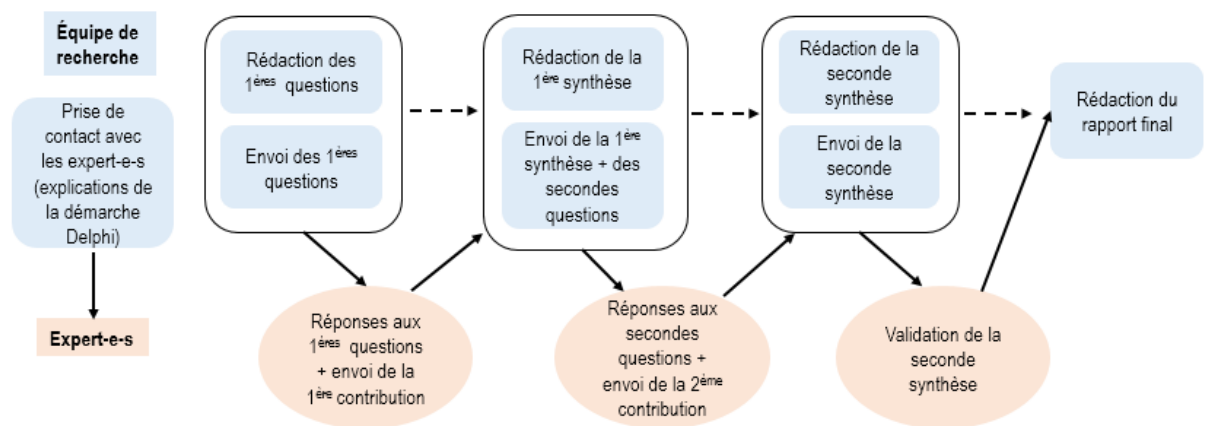 Équipe de
recherche
Prise de
contact avec
les expert-e-s
(explications de
la démarche
Delphi)
Expert-e-s
Rédaction des
1ères questions
Envoi des 1ères
questions
Réponses aux
1ères questions
+ envoi de la
1ère contribution
Rédaction de la
1ère synthèse
Envoi de la 1ère
synthèse + des
secondes
questions
Réponses aux
secondes
questions +
envoi de la 2ème
contribution
Rédaction de la
seconde
synthèse
Envoi de la
seconde
synthèse
Validation de la
seconde
synthèse
Rédaction du
rapport final